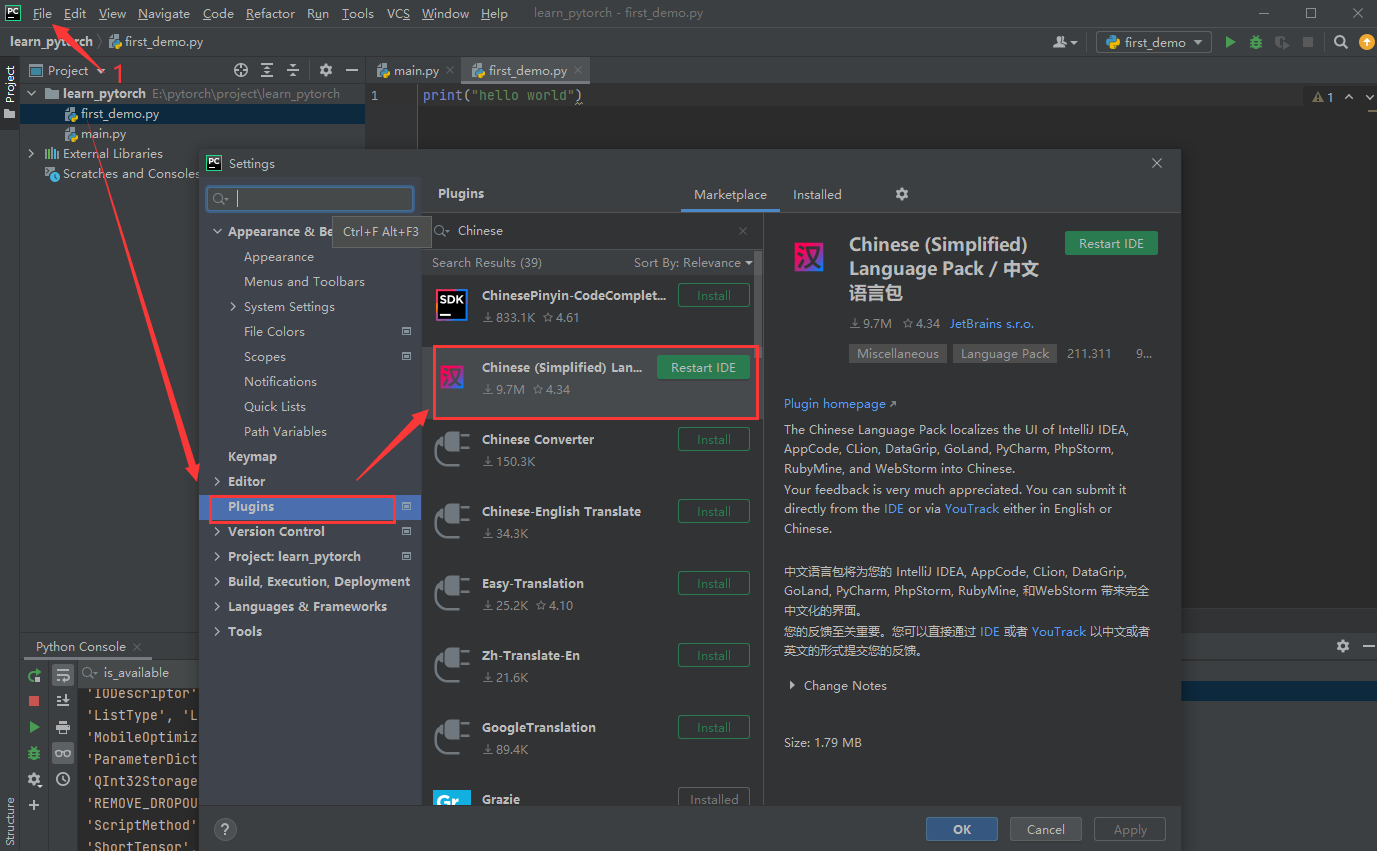 PC File Edit View Navigate Code Refactor Run Tools VCS Window Help learn_pytorch - first_demo.py
learn_pytorch first_demo.py
first_demo
Project
Structure
Project 1
learn_pytorch E:\pytorch\project\learn_pytorch
first_demo.py
main.py
External Libraries
Scratches and Consoles
main.py first_demo.py
1 print("hello world")
1
PC Settings
Ctrl+F Alt+F3
Appearance & Be
Appearance
Menus and Toolbars
System Settings
File Colors
Scopes
Notifications
Quick Lists
Path Variables
Keymap
Editor
Plugins
Version Control
Project: learn_pytorch
Build, Execution, Deployment
Languages & Frameworks
Tools
Plugins Marketplace Installed
Chinese
Search Results (39) Sort By: Relevance
SDK
ChinesePinyin-CodeComplet... Install
833.1K 4.61
汉
Chinese (Simplified) Lan... Restart IDE
9.7M 4.34
Chinese Converter Install
150.3K
Chinese-English Translate Install
34.3K
Easy-Translation Install
25.2K 4.10
Zh-Translate-En Install
21.6K
GoogleTranslation Install
89.4K
Gr
Grazie Installed
汉
Chinese (Simplified)
Language Pack / 中文
语言包
Restart IDE
9.7M 4.34 JetBrains s.r.o.
Miscellaneous Language Pack 211.311 9...
Plugin homepage
The Chinese Language Pack localizes the UI of IntelliJ IDEA,
AppCode, CLion, DataGrip, GoLand, PyCharm, PhpStorm,
RubyMine, and WebStorm into Chinese.
Your feedback is very much appreciated. You can submit it
directly from the IDE or via YouTrack either in English or
Chinese.
中文语言包将为您的 IntelliJ IDEA, AppCode, CLion, DataGrip,
GoLand, PyCharm, PhpStorm, RubyMine, 和WebStorm 带来完全
中文化的界面。
您的反馈至关重要。您可以直接通过 IDE 或者 YouTrack 以中文或者
英文的形式提交您的反馈。
Change Notes
Size: 1.79 MB
? OK Cancel Apply
Python Console
is_available
'IODescriptor'
'ListType', 'L
'MobileOptimiz
'ParameterDict
'QInt32Storage
'REMOVE_DROPOU
'ScriptMethod'
'ShortTensor',